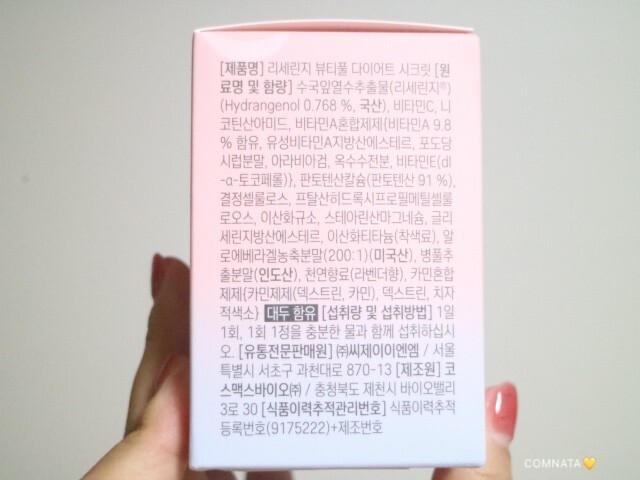 [제품명] 리세린지 뷰티풀 다이어트 시크릿 [원
료명 및 함량] 수국잎열수추출물(리세린지®)
(Hydrangenol 0.768 %, 국산), 비타민C, 니
코틴산아미드, 비타민A혼합제제{비타민A 9.8
% 함유, 유성비타민A지방산에스테르, 포도당
시럽분말, 아라비아검, 옥수수전분, 비타민E(dl
-α-토코페롤)}, 판토텐산칼슘(판토텐산 91 %),
결정셀룰로스, 프탈산히드록시프로필메틸셀룰
로오스, 이산화규소, 스테아린산마그네슘, 글리
세린지방산에스테르, 이산화티타늄(착색료), 알
로에베라겔농축분말(200:1)(미국산), 병풀추
출분말(인도산), 천연향료(라벤더향), 카민혼합
제제{카민제제(덱스트린, 카민), 덱스트린, 치자
적색소} 대두 함유 [섭취량 및 섭취방법] 1일
1회, 1회 1정을 충분한 물과 함께 섭취하십시
오. [유통전문판매원] ㈜씨제이이엔엠 / 서울
특별시 서초구 과천대로 870-13 [제조원] 코
스맥스바이오㈜ / 충청북도 제천시 바이오밸리
3로 30 [식품이력추적관리번호] 식품이력추적
등록번호(9175222)+제조번호
COMNATA💛